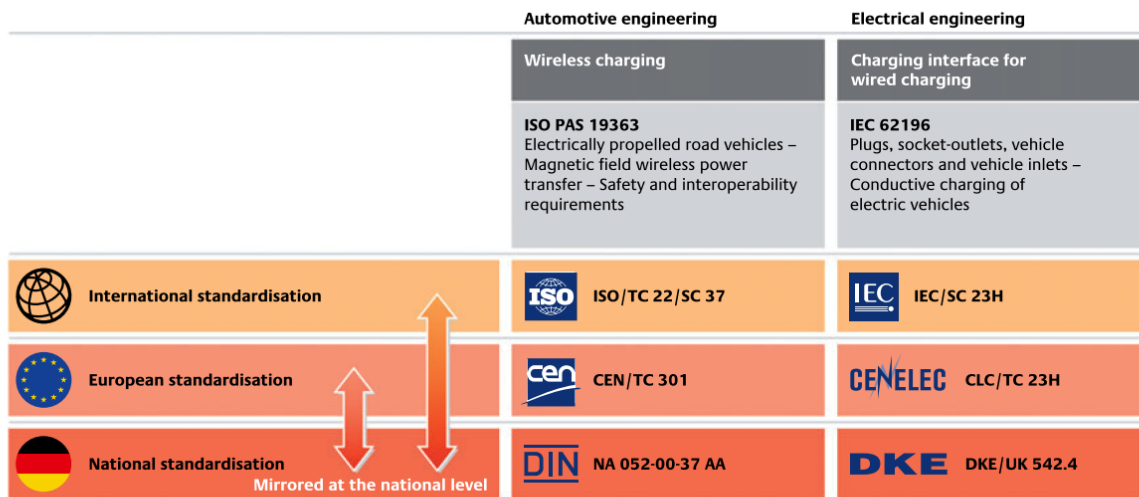 Automotive engineering
Electrical engineering
Wireless charging
Charging interface for
wired charging
ISO PAS 19363
Electrically propelled road vehicles –
Magnetic field wireless power
transfer – Safety and interoperability
requirements
IEC 62196
Plugs, socket-outlets, vehicle
connectors and vehicle inlets –
Conductive charging of
electric vehicles
International standardisation
ISO
ISO/TC 22/SC 37
IEC
IEC/SC 23H
European standardisation
cen
CEN/TC 301
CENELEC
CLC/TC 23H
National standardisation
Mirrored at the national level
DIN
NA 052-00-37 AA
DKE
DKE/UK 542.4